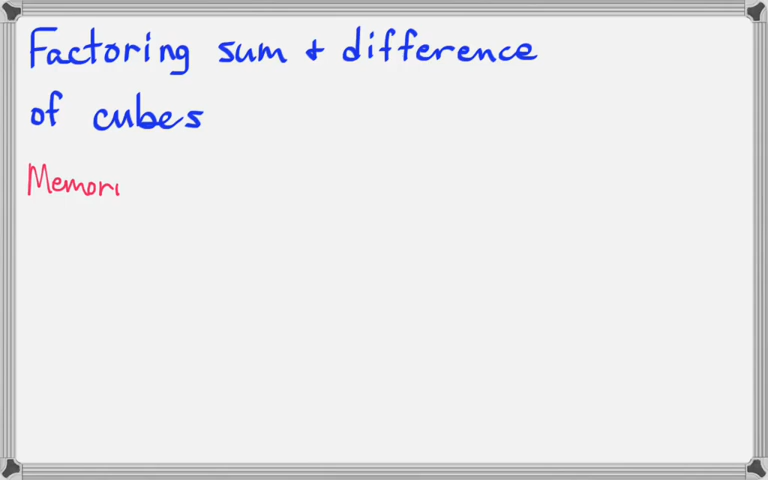 Factoring sum + difference
of cubes
Memori